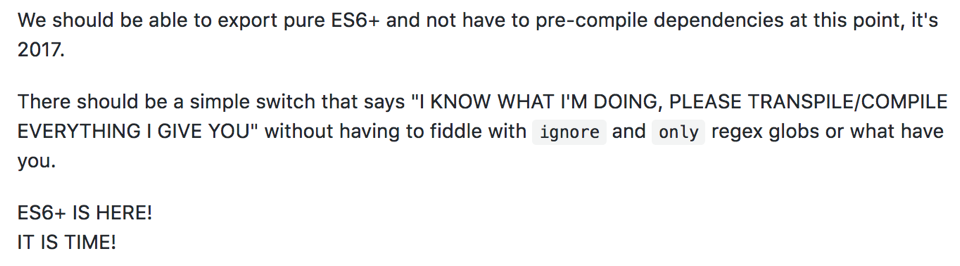 We should be able to export pure ES6+ and not have to pre-compile dependencies at this point, it's
2017.
There should be a simple switch that says "I KNOW WHAT I'M DOING, PLEASE TRANSPILE/COMPILE
EVERYTHING I GIVE YOU" without having to fiddle with ignore and only regex globs or what have
you.
ES6+ IS HERE!
IT IS TIME!